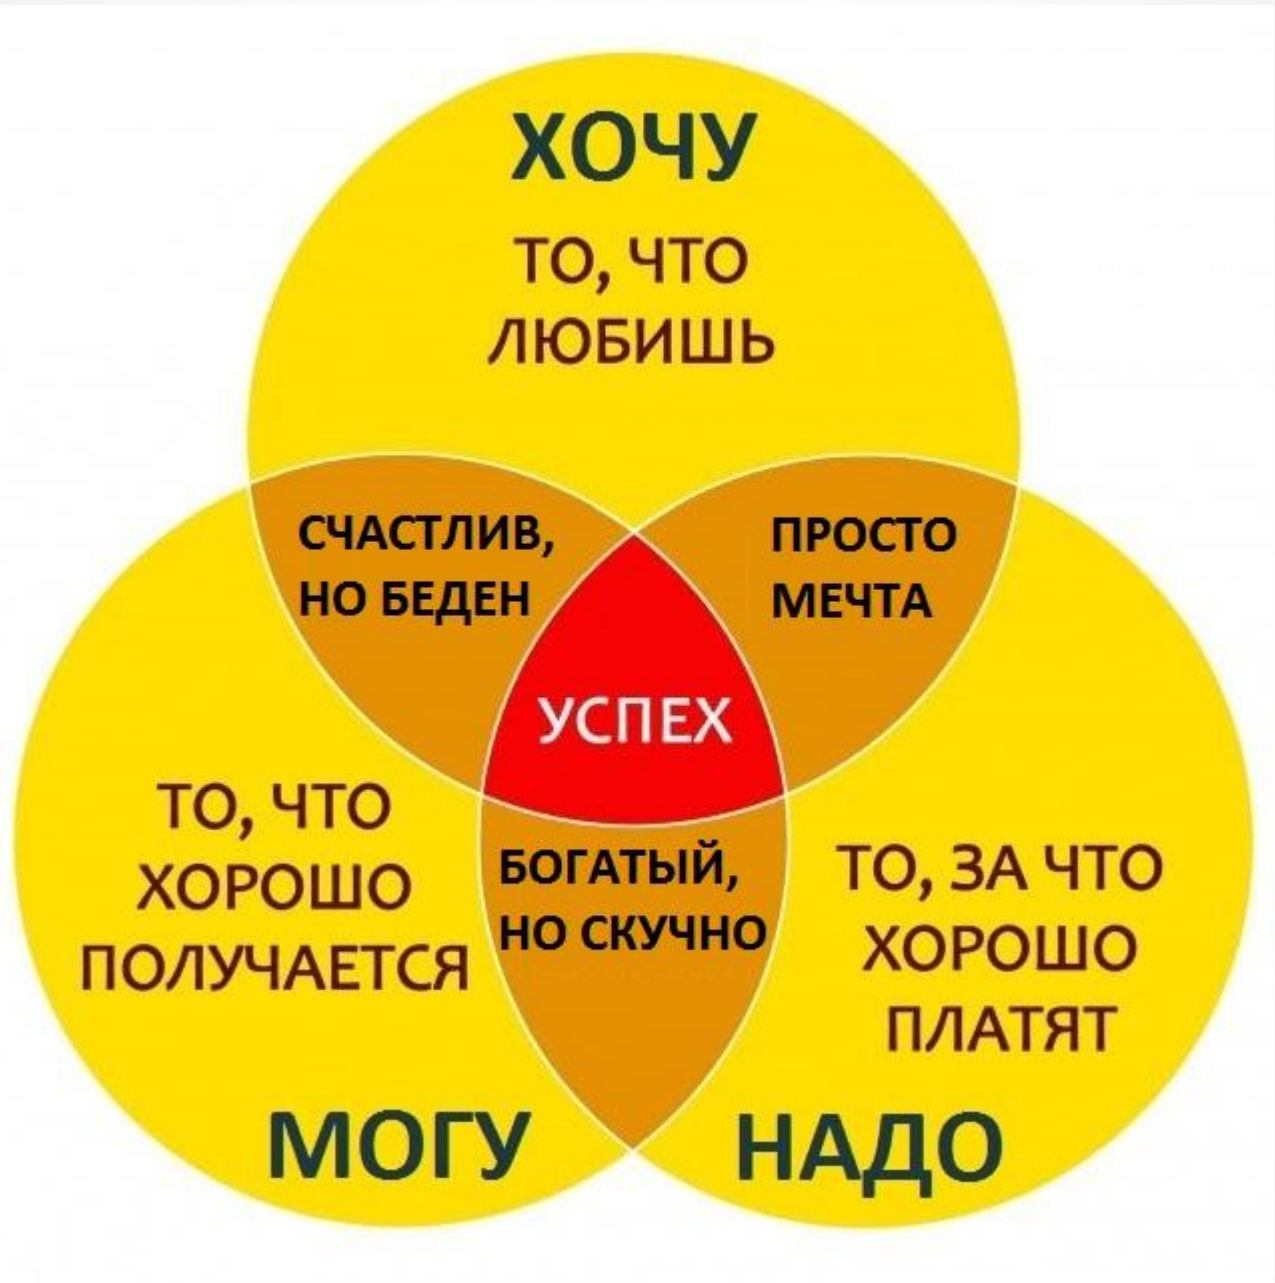 ХОЧУ
ТО, ЧТО
ЛЮБИШЬ
СЧАСТЛИВ,
НО БЕДЕН
ПРОСТО
МЕЧТА
УСПЕХ
ТО, ЧТО
ХОРОШО
ПОЛУЧАЕТСЯ
БОГАТЫЙ,
НО СКУЧНО
ТО, ЗА ЧТО
ХОРОШО
ПЛАТЯТ
МОГУ
НАДО